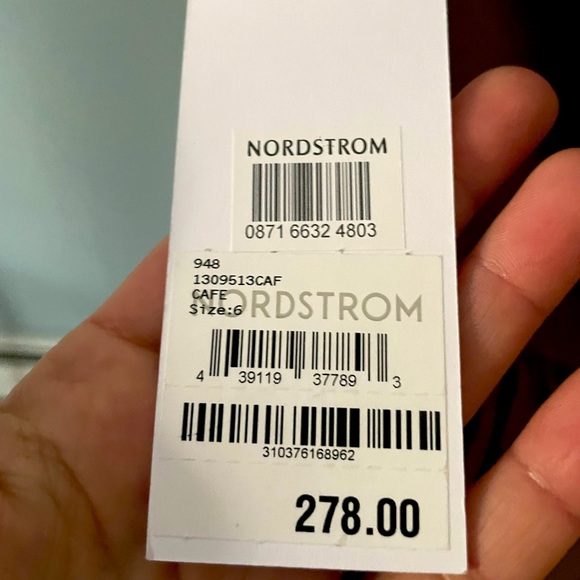 NORDSTROM
0871 6632 4803
948
1309513CAF
CAFE
NORDSTROM
Size:6
4 39119 37789 3
310376168962
278.00